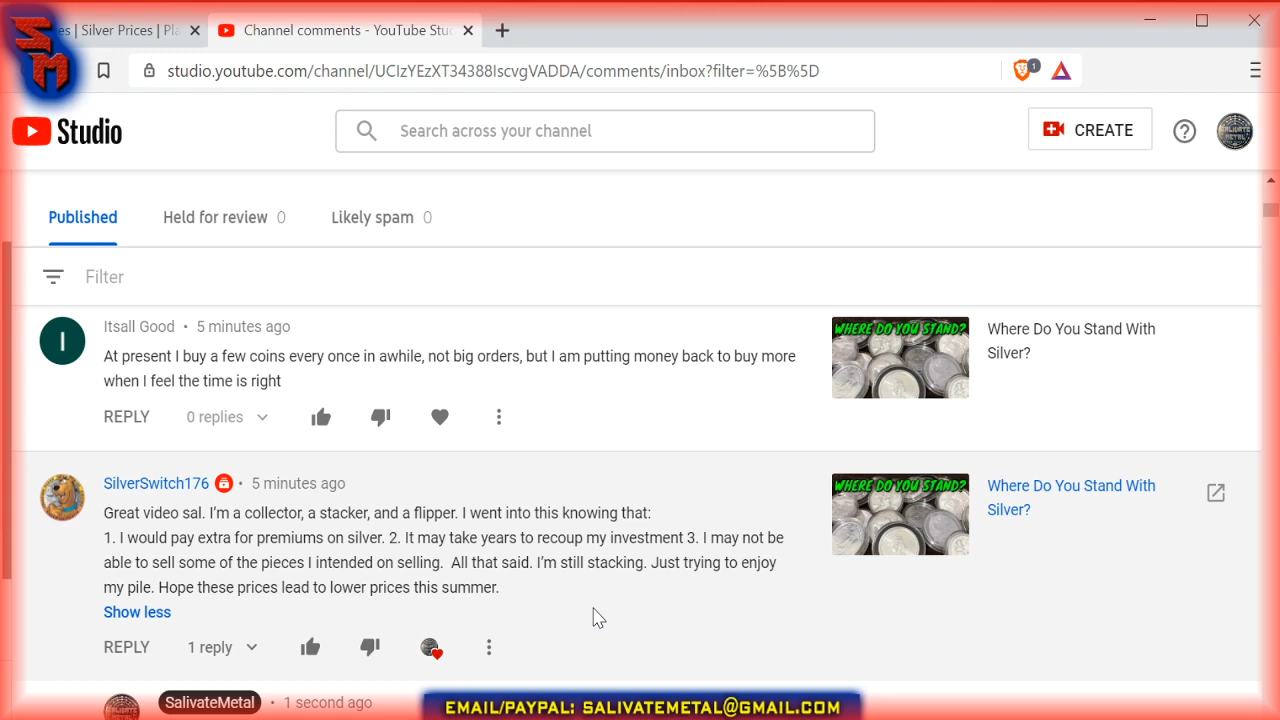 SM
es | Silver Prices | Pla
Channel comments - YouTube Stud
studio.youtube.com/channel/UCIzYEzXT34388IscvgVADDA/comments/inbox?filter=%5B%5D
1
Studio
Search across your channel
CREATE
Published
Held for review 0
Likely spam 0
Filter
Itsall Good • 5 minutes ago
At present I buy a few coins every once in awhile, not big orders, but I am putting money back to buy more
when I feel the time is right
REPLY
0 replies
WHERE DO YOU STAND?
Where Do You Stand With
Silver?
SilverSwitch176 • 5 minutes ago
Great video Sal. I'm a collector, a stacker, and a flipper. I went into this knowing that:
1. I would pay extra for premiums on silver. 2. It may take years to recoup my investment 3. I may not be
able to sell some of the pieces I intended on selling. All that said. I'm still stacking. Just trying to enjoy
my pile. Hope these prices lead to lower prices this summer.
Show less
REPLY
1 reply
WHERE DO YOU STAND?
Where Do You Stand With
Silver?
SalivateMetal • 1 second ago
EMAIL/PAYPAL: SALIVATEMETAL@GMAIL.COM